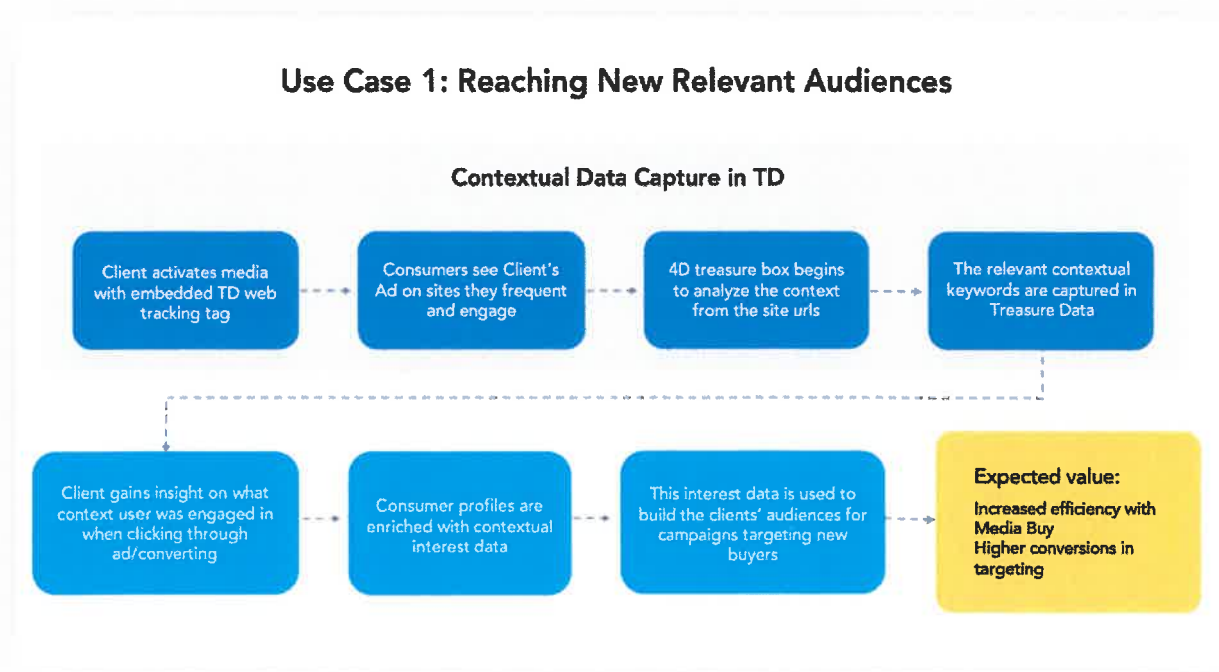 Use Case 1: Reaching New Relevant Audiences
Contextual Data Capture in TD
Client activates media
with embedded TD web
tracking tag
Consumers see Client's
Ad on sites they frequent
and engage
4D treasure box begins
to analyze the context
from the site urls
The relevant contextual
keywords are captured in
Treasure Data
Client gains insight on what
context user was engaged in
when clicking through
ad/converting
Consumer profiles are
enriched with contextual
interest data
This interest data is used to
build the clients' audiences for
campaigns targeting new
buyers
Expected value:
Increased efficiency with
Media Buy
Higher conversions in
targeting